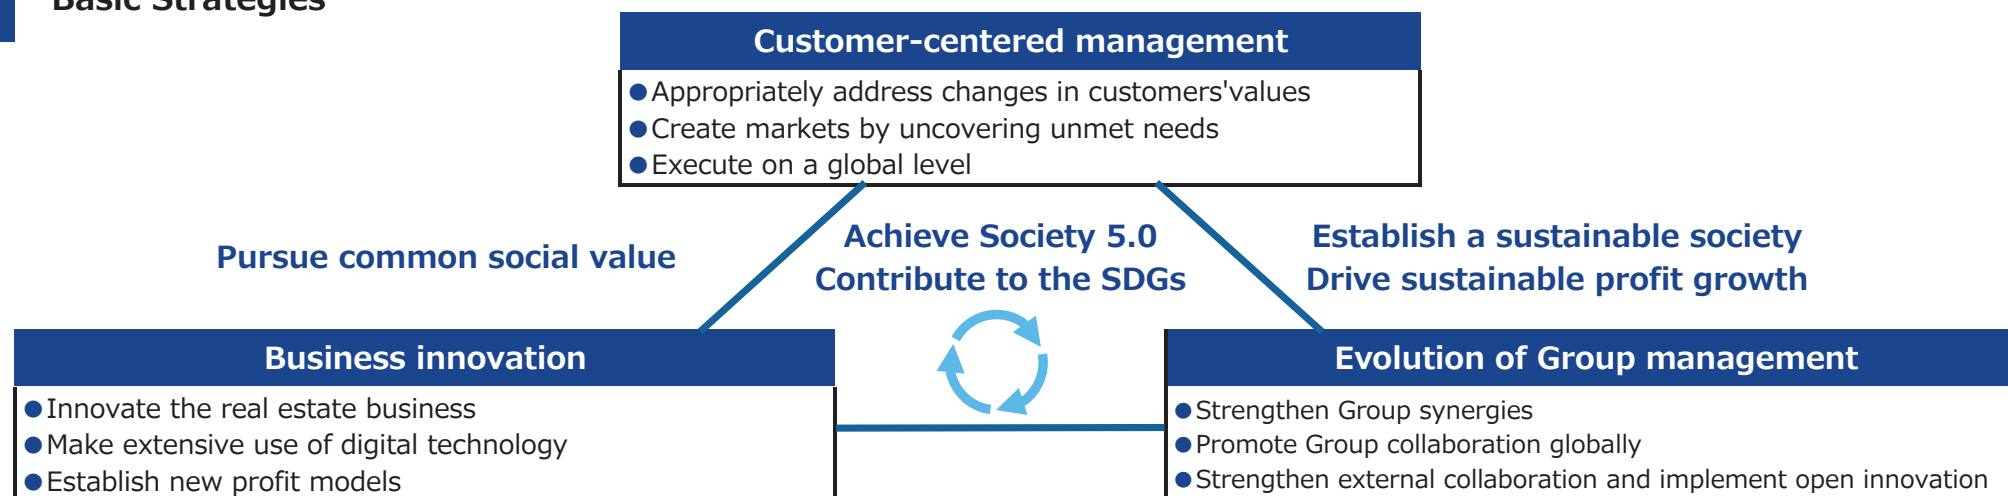 Basic Strategies
Customer-centered management
●Appropriately address changes in customers'values
●Create markets by uncovering unmet needs
●Execute on a global level
Pursue common social value
Achieve Society 5.0
Contribute to the SDGs
Establish a sustainable society
Drive sustainable profit growth
Business innovation
●Innovate the real estate business
●Make extensive use of digital technology
●Establish new profit models
Evolution of Group management
●Strengthen Group synergies
●Promote Group collaboration globally
●Strengthen external collaboration and implement open innovation